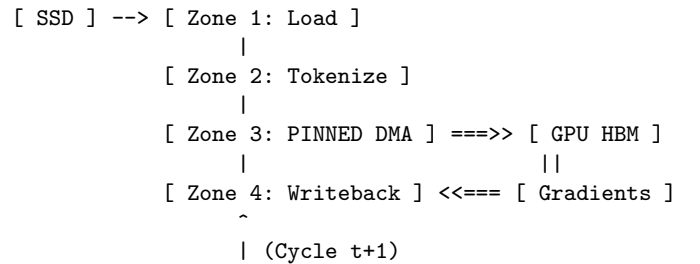 [ SSD ] --> [ Zone 1: Load ]
|
[ Zone 2: Tokenize ]
|
[ Zone 3: PINNED DMA ] ===>> [ GPU HBM ]
| ||
[ Zone 4: Writeback ] <<=== [ Gradients ]
^
| (Cycle t+1)